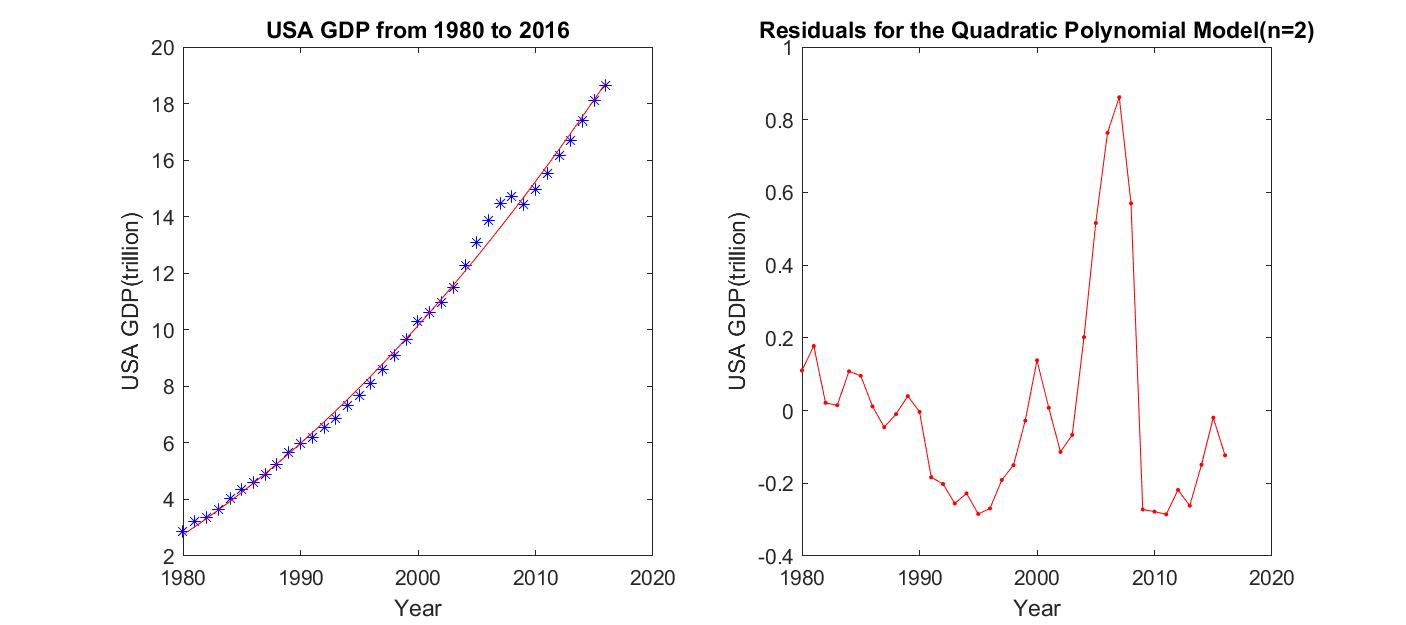 USA GDP from 1980 to 2016
20
18
16
14
12
10
8
6
4
2
1980 1990 2000 2010 2020
Year
USA GDP(trillion)
Residuals for the Quadratic Polynomial Model(n=2)
1
0.8
0.6
0.4
0.2
0
-0.2
-0.4
1980 1990 2000 2010 2020
Year
USA GDP(trillion)